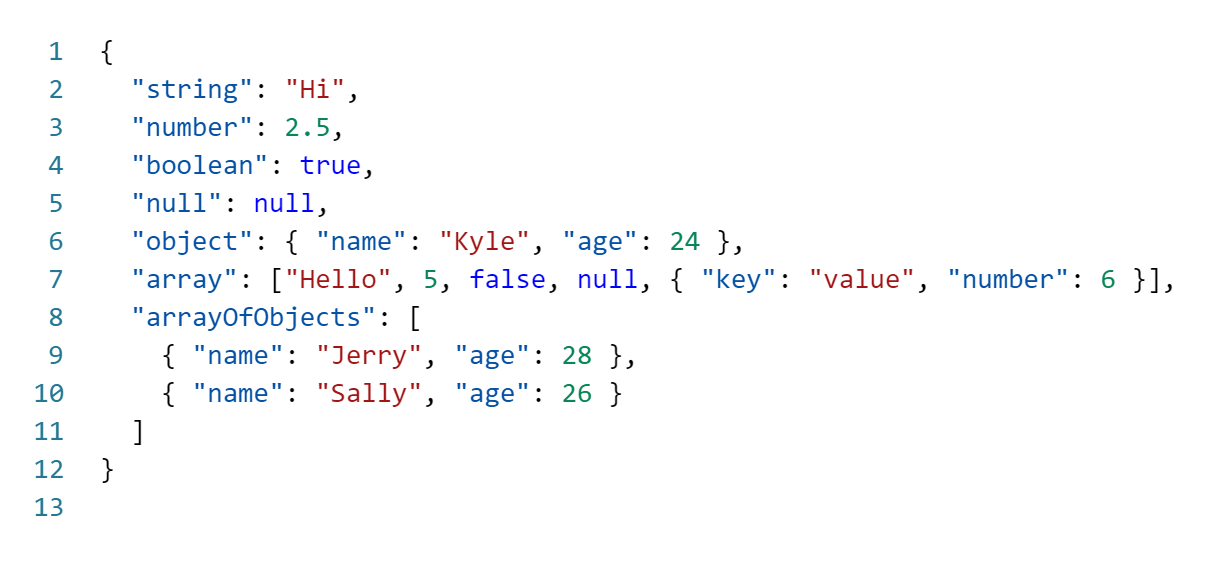 1 {
2   "string": "Hi",
3   "number": 2.5,
4   "boolean": true,
5   "null": null,
6   "object": { "name": "Kyle", "age": 24 },
7   "array": ["Hello", 5, false, null, { "key": "value", "number": 6 }],
8   "arrayOfObjects": [
9     { "name": "Jerry", "age": 28 },
10     { "name": "Sally", "age": 26 }
11   ]
12 }
13